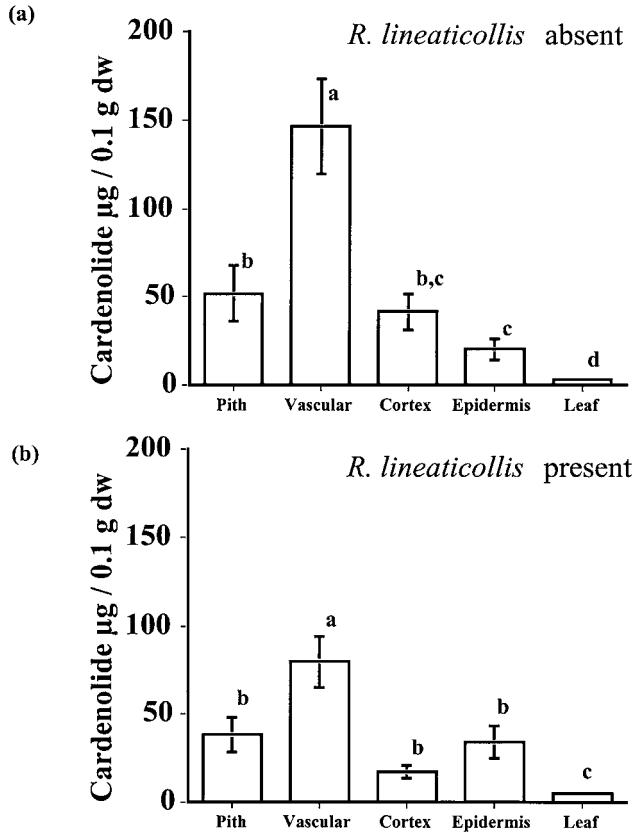 (a)
R. lineaticollis absent
Cardenolide µg / 0.1 g dw
200
150
100
50
0
b
a
b,c
c
d
Pith Vascular Cortex Epidermis Leaf
(b)
R. lineaticollis present
Cardenolide µg / 0.1 g dw
200
150
100
50
0
b
a
b
b
c
Pith Vascular Cortex Epidermis Leaf